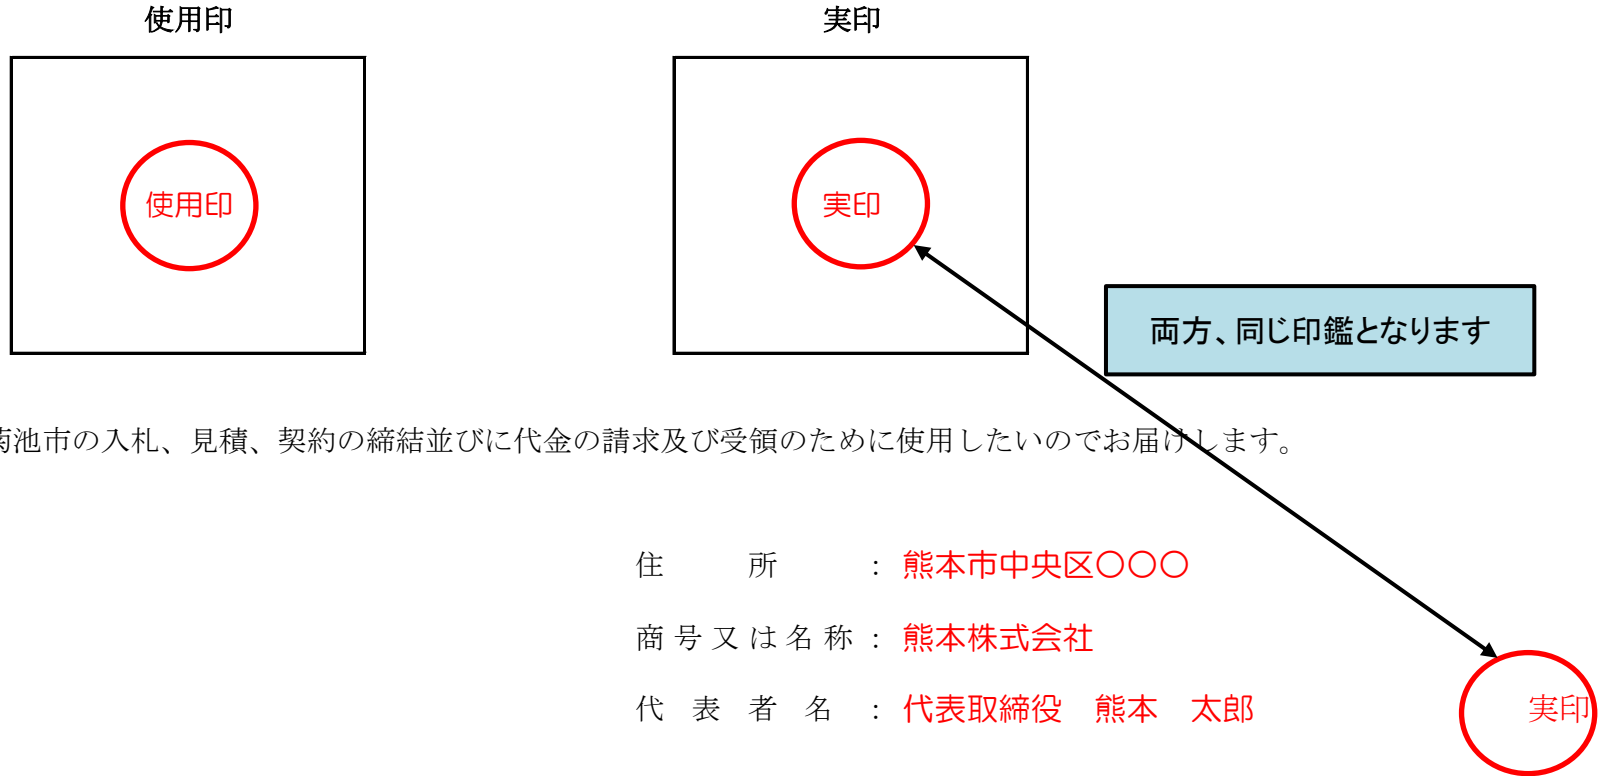 使用印
実印
使用印
実印
両方、同じ印鑑となります
菊池市の入札、見積、契約の締結並びに代金の請求及び受領のために使用したいのでお届けします。
住　　所　　：熊本市中央区〇〇〇
商号又は名称：熊本株式会社
代　表　者　名　：代表取締役　熊本　太郎
実印